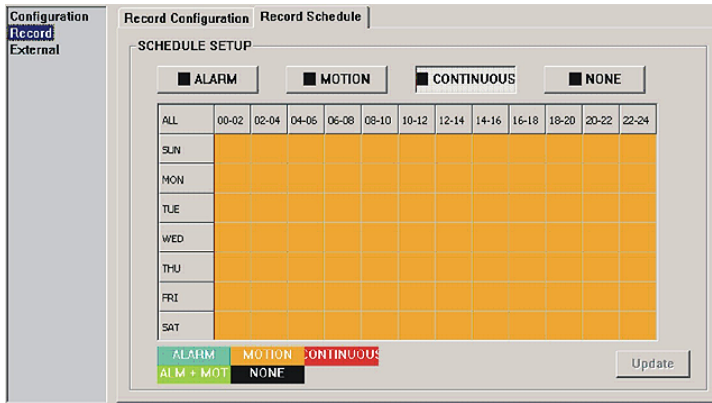 Configuration
Record
External
Record Configuration Record Schedule
SCHEDULE SETUP
ALARM MOTION CONTINUOUS NONE
ALL 00-02 02-04 04-06 06-08 08-10 10-12 12-14 14-16 16-18 18-20 20-22 22-24
SUN
MON
TUE
WED
THU
FRI
SAT
ALARM MOTION CONTINUOUS
ALM + MOT NONE
Update